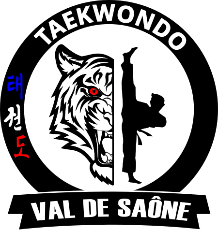 TAEKWONDO
태
권
도
VAL DE SAÔNE